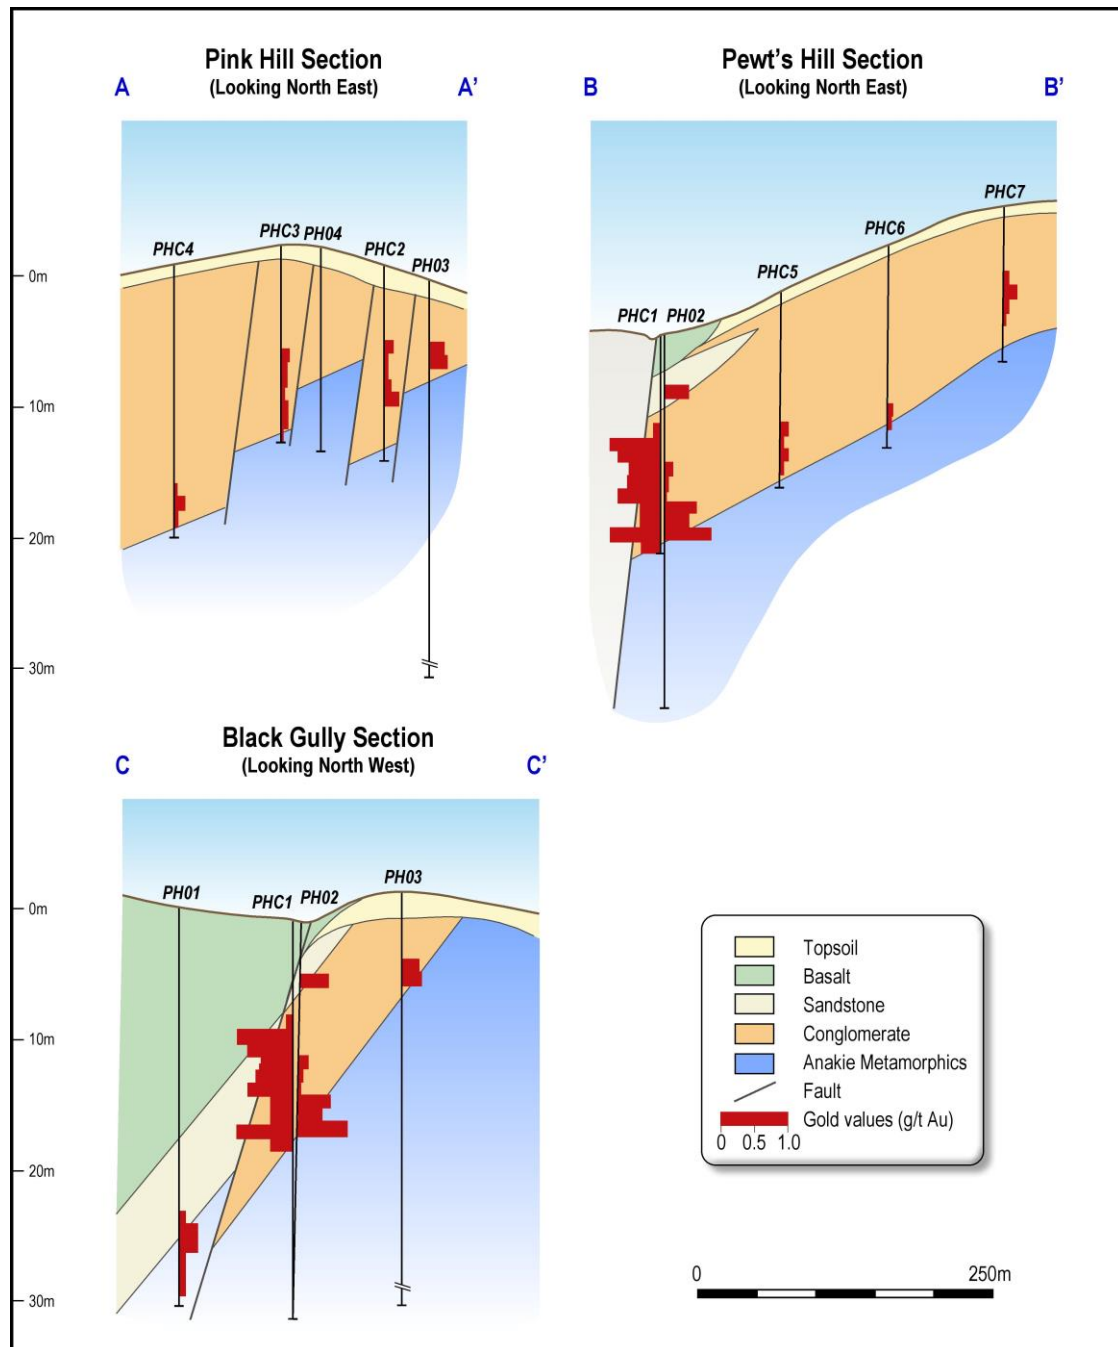 Pink Hill Section
(Looking North East)
A A'
PHC4
PHC3 PH04
PHC2
PH03
0m
10m
20m
30m
Pewt's Hill Section
(Looking North East)
B B'
PHC1 PH02
PHC5
PHC6
PHC7
Black Gully Section
(Looking North West)
C C'
PH01
PHC1 PH02
PH03
0m
10m
20m
30m
Topsoil
Basalt
Sandstone
Conglomerate
Anakie Metamorphics
Fault
Gold values (g/t Au)
0 0.5 1.0
0 250m